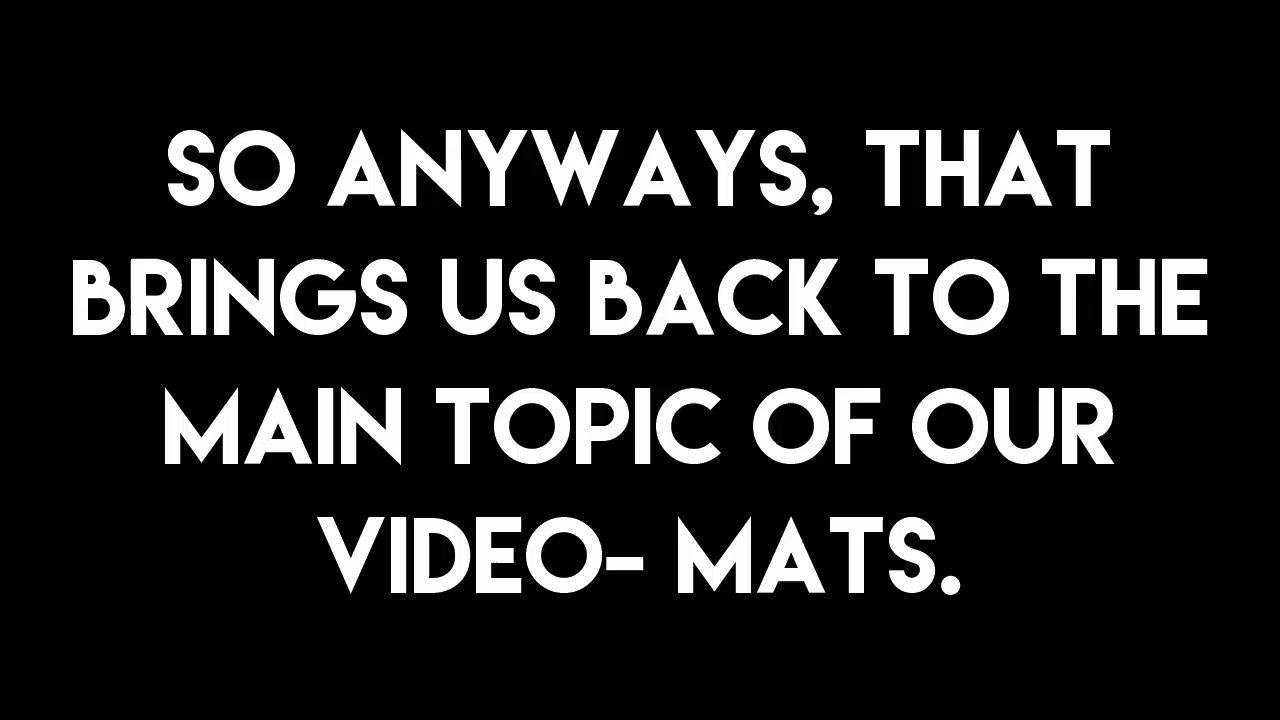 SO ANYWAYS, THAT
BRINGS US BACK TO THE
MAIN TOPIC OF OUR
VIDEO- MATS.